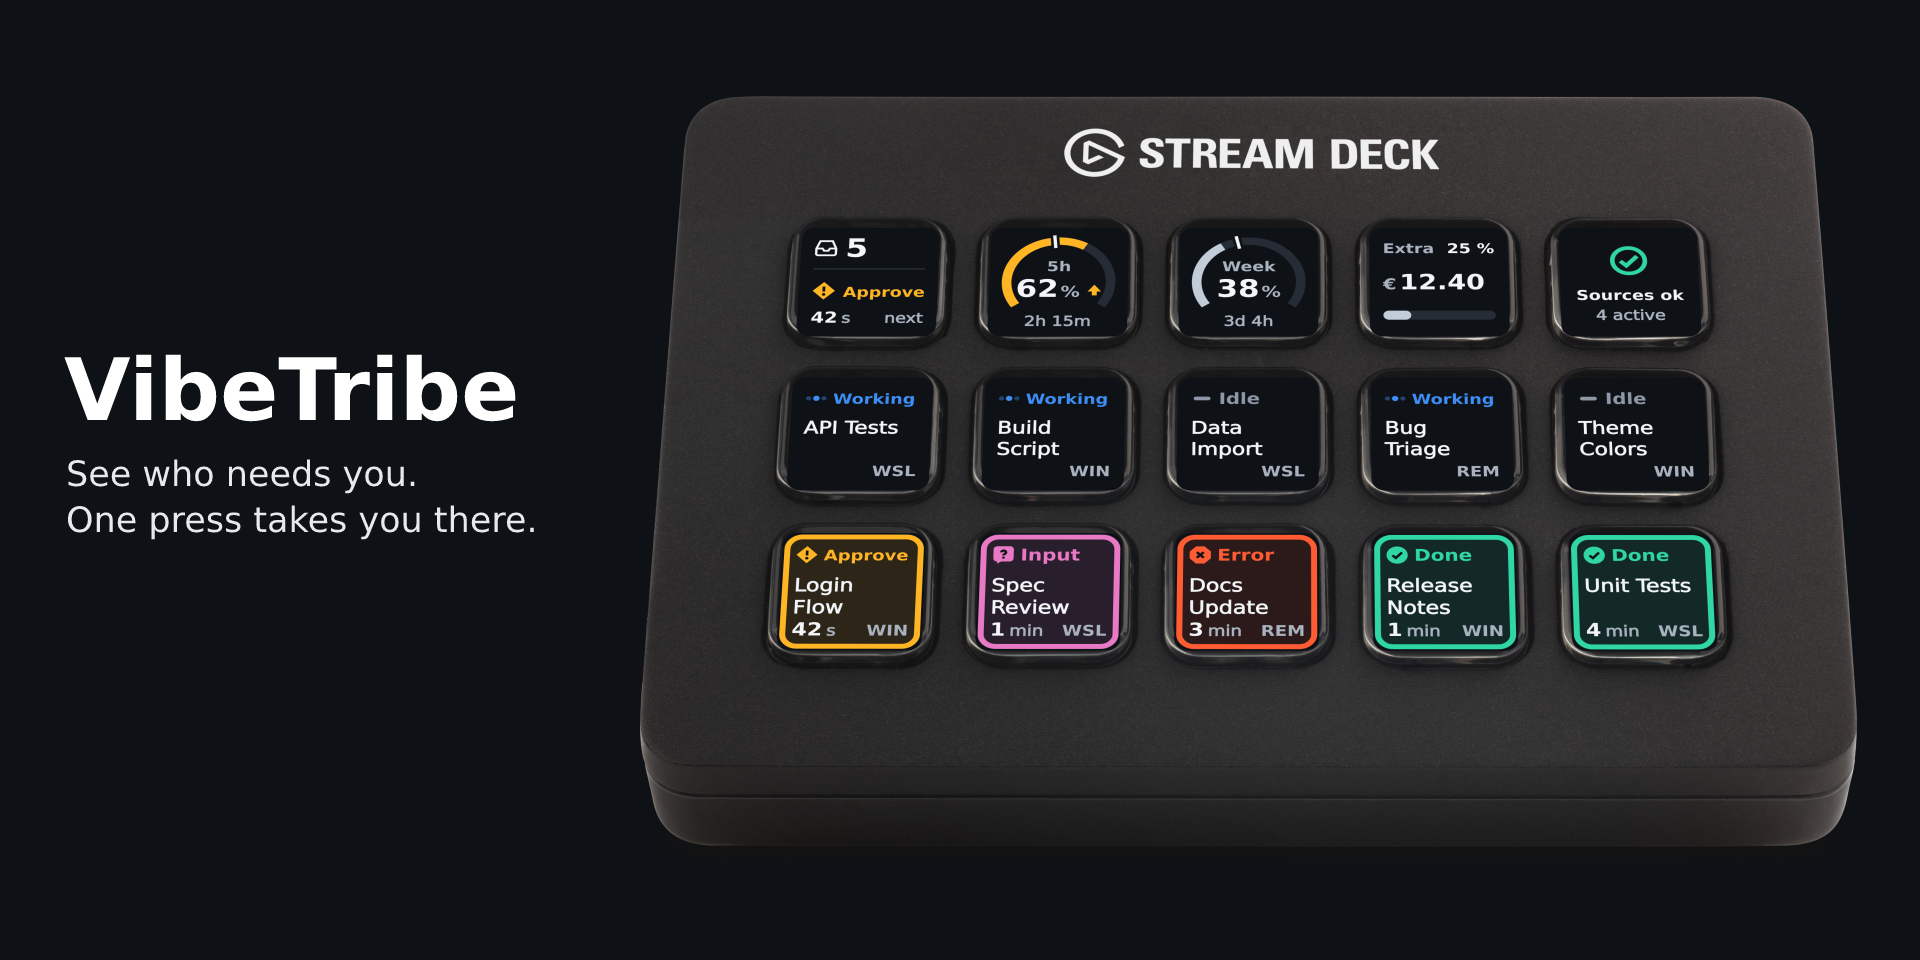 VibeTribe
See who needs you.
One press takes you there.
STREAM DECK
5
Approve
42 s next
5h
62 %
2h 15m
Week
38 %
3d 4h
Extra 25 %
€ 12.40
Sources ok
4 active
Working
API Tests
WSL
Working
Build
Script
WIN
Idle
Data
Import
WSL
Working
Bug
Triage
REM
Idle
Theme
Colors
WIN
Approve
Login
Flow
42 s WIN
Input
Spec
Review
1 min WSL
Error
Docs
Update
3 min REM
Done
Release
Notes
1 min WIN
Done
Unit Tests
4 min WSL